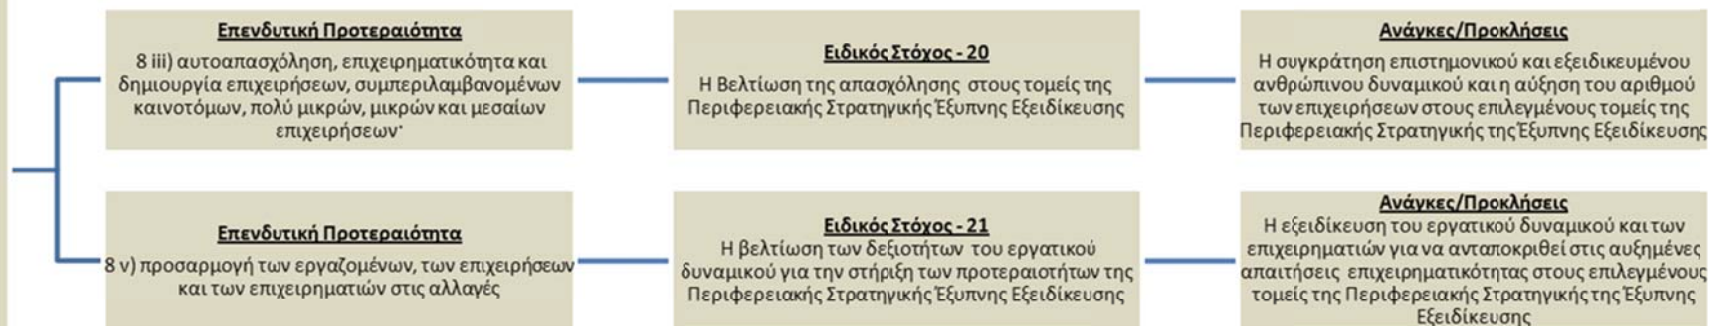 Επενδυτική Προτεραιότητα
8 iii) αυτοαπασχόληση, επιχειρηματικότητα και
δημιουργία επιχειρήσεων, συμπεριλαμβανομένων
καινοτόμων, πολύ μικρών, μικρών και μεσαίων
επιχειρήσεων·
Ειδικός Στόχος - 20
Η Βελτίωση της απασχόλησης στους τομείς της
Περιφερειακής Στρατηγικής Έξυπνης Εξειδίκευσης
Ανάγκες/Προκλήσεις
Η συγκράτηση επιστημονικού και εξειδικευμένου
ανθρώπινου δυναμικού και η αύξηση του αριθμού
των επιχειρήσεων στους επιλεγμένους τομείς της
Περιφερειακής Στρατηγικής της Έξυπνης Εξειδίκευσης
Επενδυτική Προτεραιότητα
8 v) προσαρμογή των εργαζομένων, των επιχειρήσεων
και των επιχειρηματιών στις αλλαγές
Ειδικός Στόχος - 21
Η βελτίωση των δεξιοτήτων του εργατικού
δυναμικού για την στήριξη των προτεραιοτήτων της
Περιφερειακής Στρατηγικής Έξυπνης Εξειδίκευσης
Ανάγκες/Προκλήσεις
Η εξειδίκευση του εργατικού δυναμικού και των
επιχειρηματιών για να ανταποκριθεί στις αυξημένες
απαιτήσεις επιχειρηματικότητας στους επιλεγμένους
τομείς της Περιφερειακής Στρατηγικής της Έξυπνης
Εξειδίκευσης